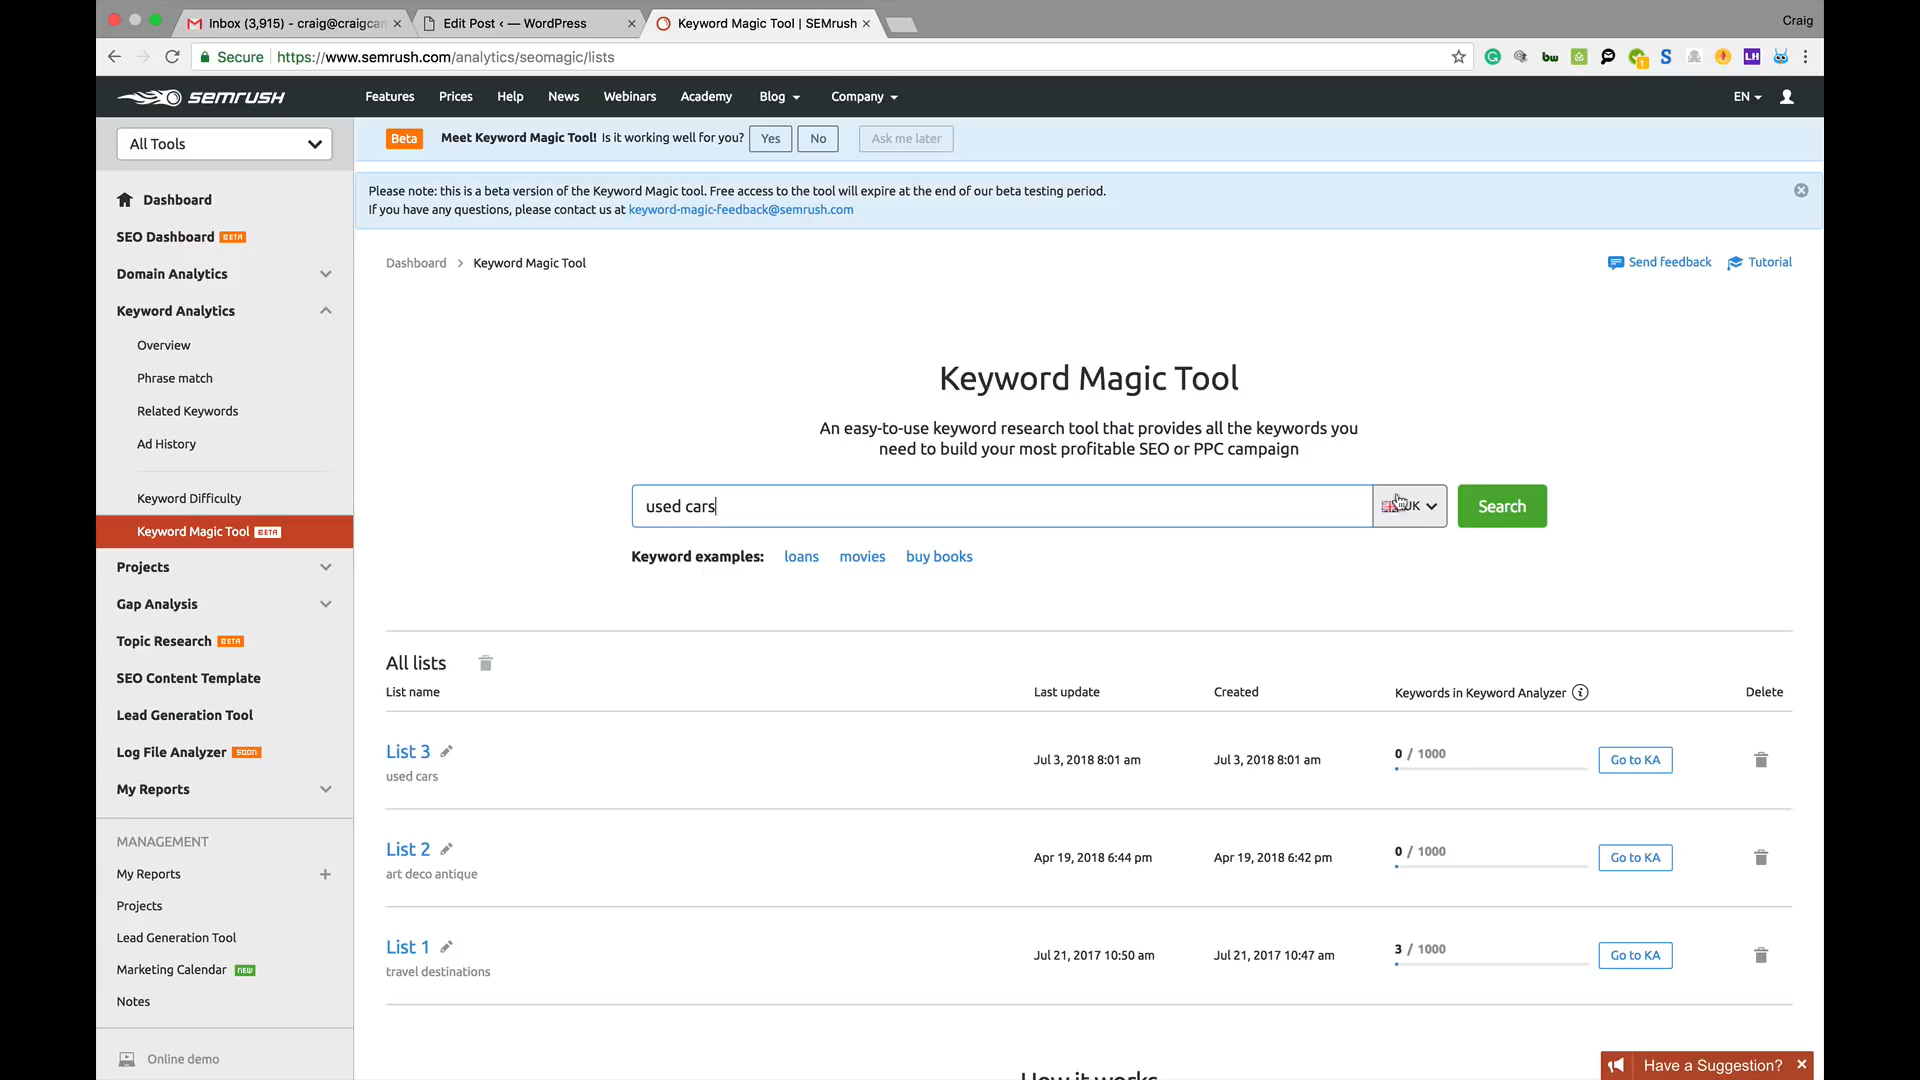 Inbox (3,915) - craig@craigcan
Edit Post ‹ — WordPress
Keyword Magic Tool | SEMrush
Craig
Secure
https://www.semrush.com/analytics/seomagic/lists
bw
1
S
LH
SEMRUSH
Features
Prices
Help
News
Webinars
Academy
Blog
Company
EN
All Tools
Beta
Meet Keyword Magic Tool! Is it working well for you?
Yes
No
Ask me later
Please note: this is a beta version of the Keyword Magic tool. Free access to the tool will expire at the end of our beta testing period.
If you have any questions, please contact us at keyword-magic-feedback@semrush.com
Dashboard
SEO Dashboard BETA
Domain Analytics
Keyword Analytics
Overview
Phrase match
Related Keywords
Ad History
Keyword Difficulty
Keyword Magic Tool BETA
Projects
Gap Analysis
Topic Research BETA
SEO Content Template
Lead Generation Tool
Log File Analyzer SOON
My Reports
MANAGEMENT
My Reports
Projects
Lead Generation Tool
Marketing Calendar NEW
Notes
Online demo
Dashboard > Keyword Magic Tool
Send feedback
Tutorial
Keyword Magic Tool
An easy-to-use keyword research tool that provides all the keywords you
need to build your most profitable SEO or PPC campaign
used cars
UK
Search
Keyword examples: loans movies buy books
All lists
List name
Last update
Created
Keywords in Keyword Analyzer
Delete
List 3
used cars
Jul 3, 2018 8:01 am
Jul 3, 2018 8:01 am
0 / 1000
Go to KA
List 2
art deco antique
Apr 19, 2018 6:44 pm
Apr 19, 2018 6:42 pm
0 / 1000
Go to KA
List 1
travel destinations
Jul 21, 2017 10:50 am
Jul 21, 2017 10:47 am
3 / 1000
Go to KA
How it works
Have a Suggestion?